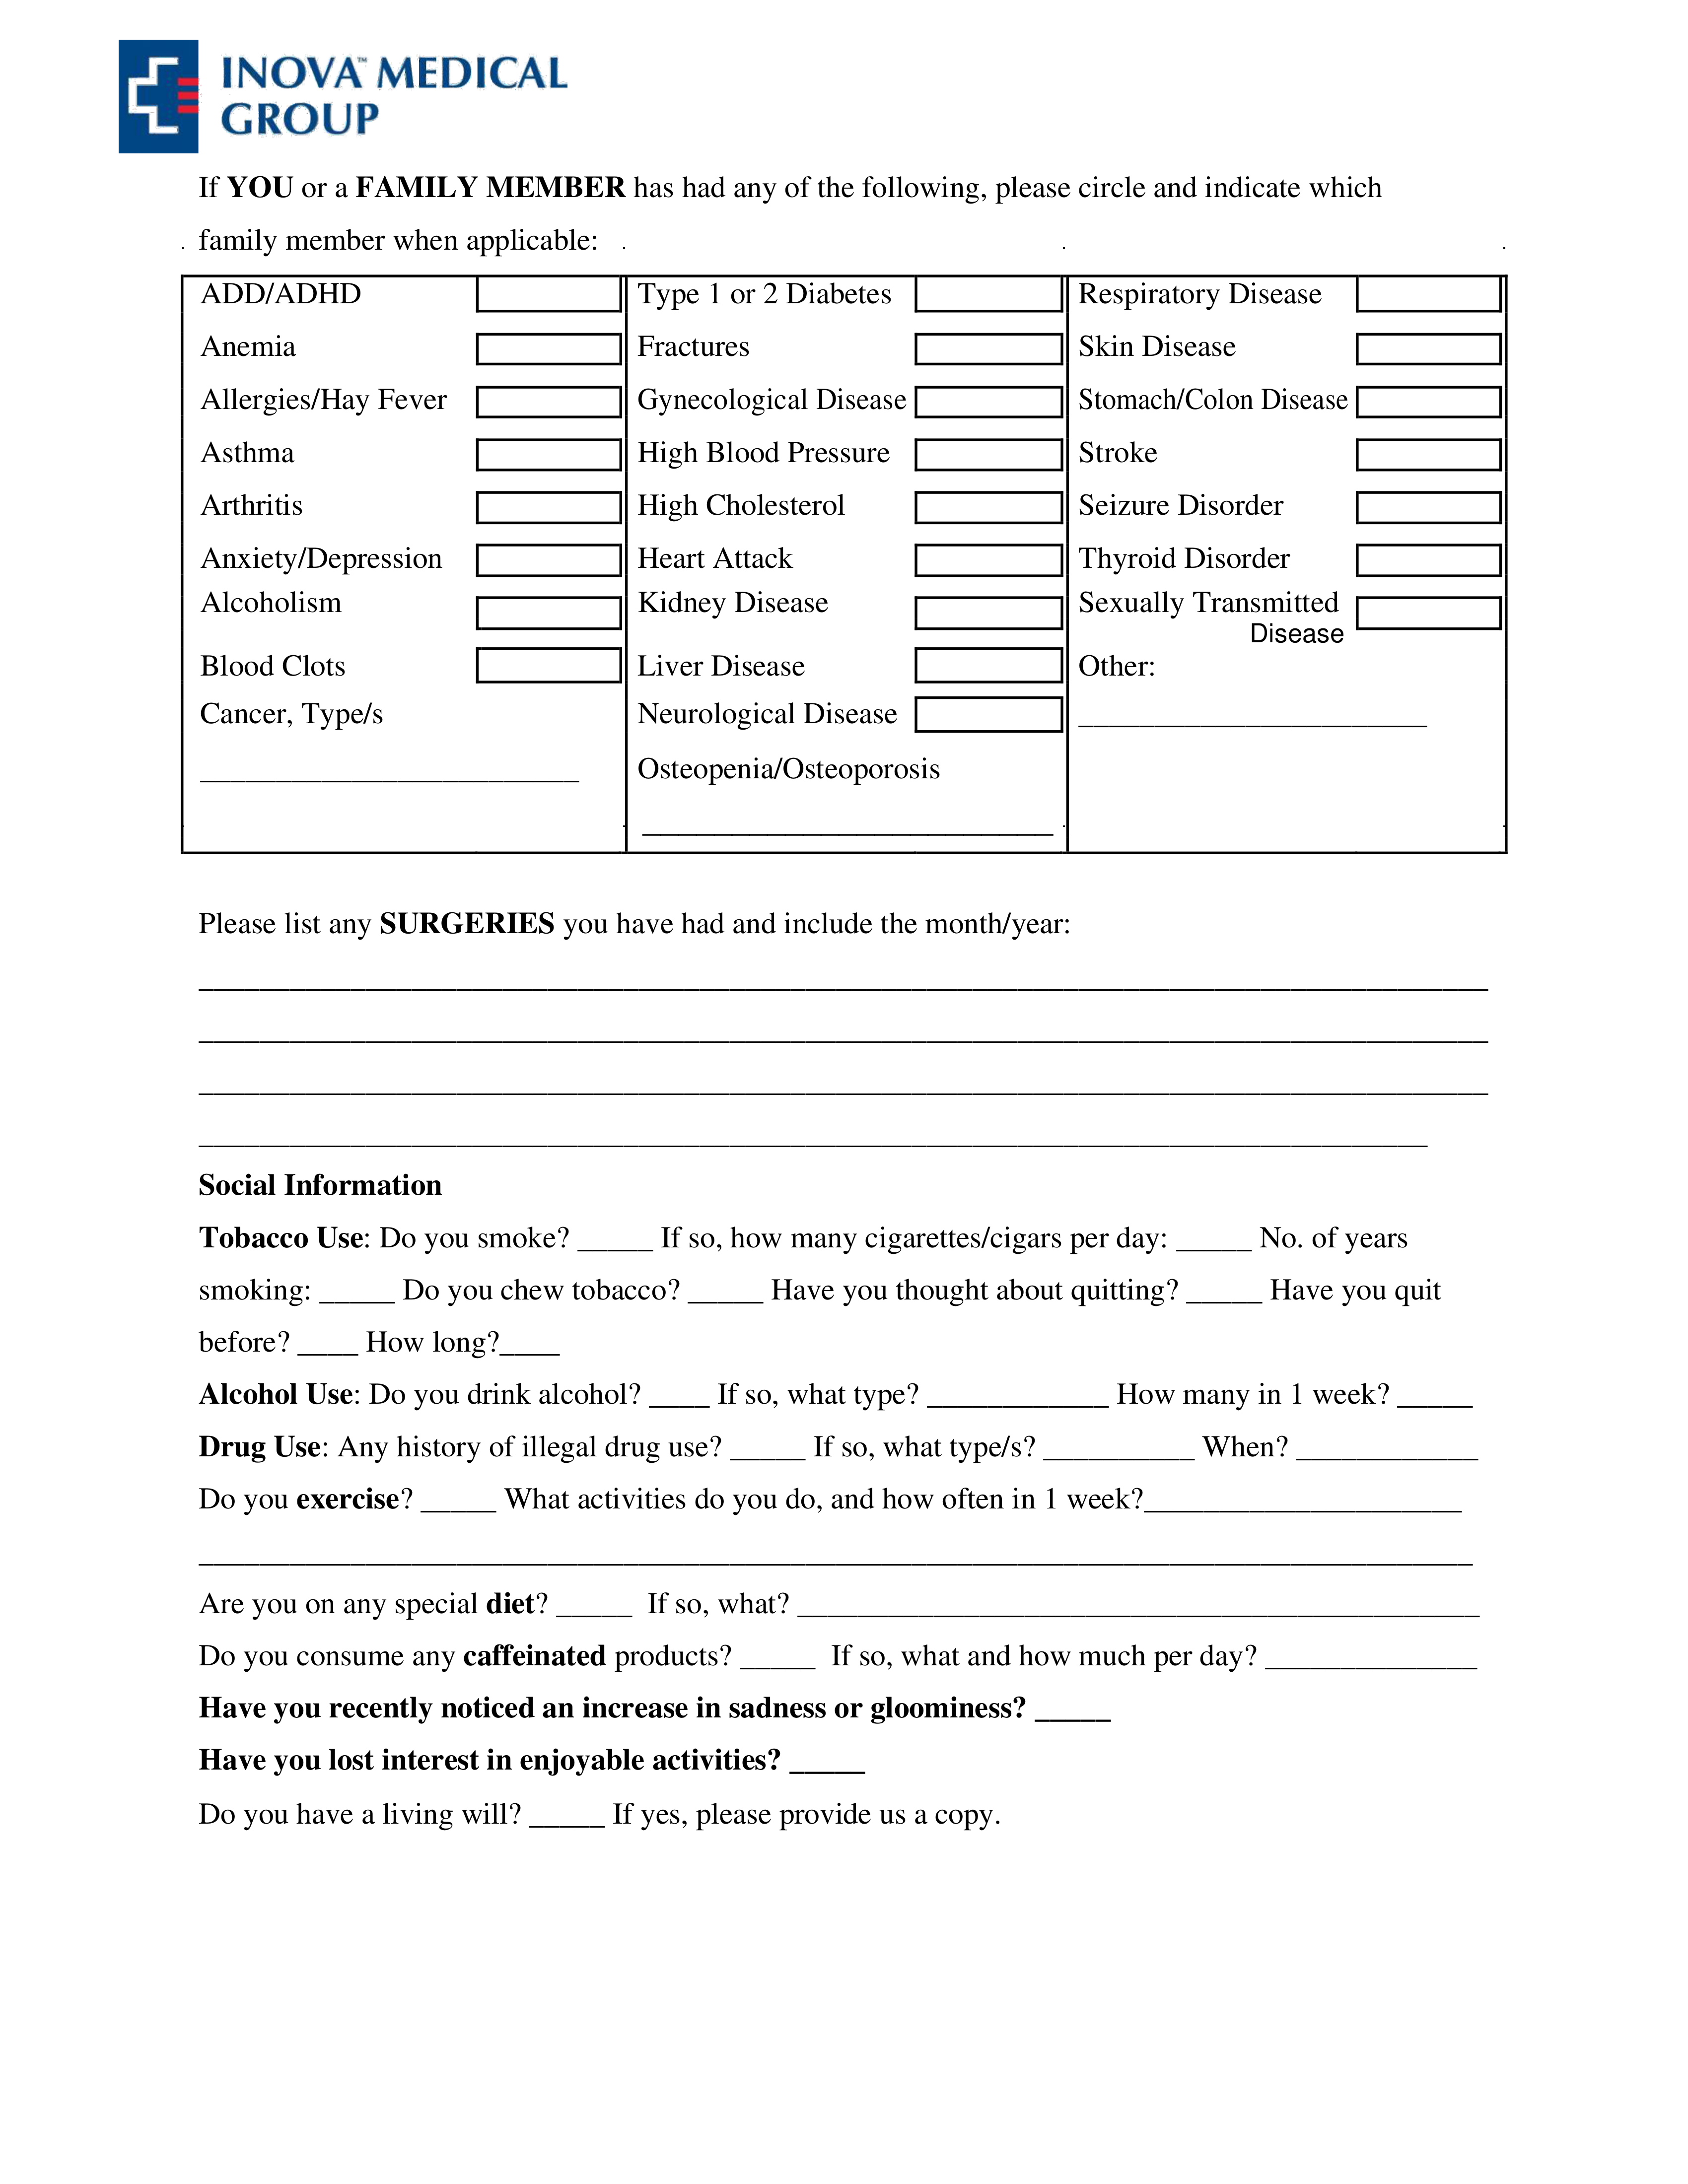 INOVA™ MEDICAL
GROUP
If YOU or a FAMILY MEMBER has had any of the following, please circle and indicate which
family member when applicable:
ADD/ADHD
Anemia
Allergies/Hay Fever
Asthma
Arthritis
Anxiety/Depression
Alcoholism
Blood Clots
Cancer, Type/s
_________________________
Type 1 or 2 Diabetes
Fractures
Gynecological Disease
High Blood Pressure
High Cholesterol
Heart Attack
Kidney Disease
Liver Disease
Neurological Disease
Osteopenia/Osteoporosis
___________________________
Respiratory Disease
Skin Disease
Stomach/Colon Disease
Stroke
Seizure Disorder
Thyroid Disorder
Sexually Transmitted
Disease
Other:
_______________________
Please list any SURGERIES you have had and include the month/year:
_____________________________________________________________________________________
_____________________________________________________________________________________
_____________________________________________________________________________________
_________________________________________________________________________________
Social Information
Tobacco Use: Do you smoke? _____ If so, how many cigarettes/cigars per day: _____ No. of years
smoking: _____ Do you chew tobacco? _____ Have you thought about quitting? _____ Have you quit
before? ____ How long?____
Alcohol Use: Do you drink alcohol? ____ If so, what type? ____________ How many in 1 week? _____
Drug Use: Any history of illegal drug use? _____ If so, what type/s? __________ When? ____________
Do you exercise? _____ What activities do you do, and how often in 1 week?_____________________
____________________________________________________________________________________
Are you on any special diet? _____ If so, what? _____________________________________________
Do you consume any caffeinated products? _____ If so, what and how much per day? ______________
Have you recently noticed an increase in sadness or gloominess? _____
Have you lost interest in enjoyable activities? _____
Do you have a living will? _____ If yes, please provide us a copy.